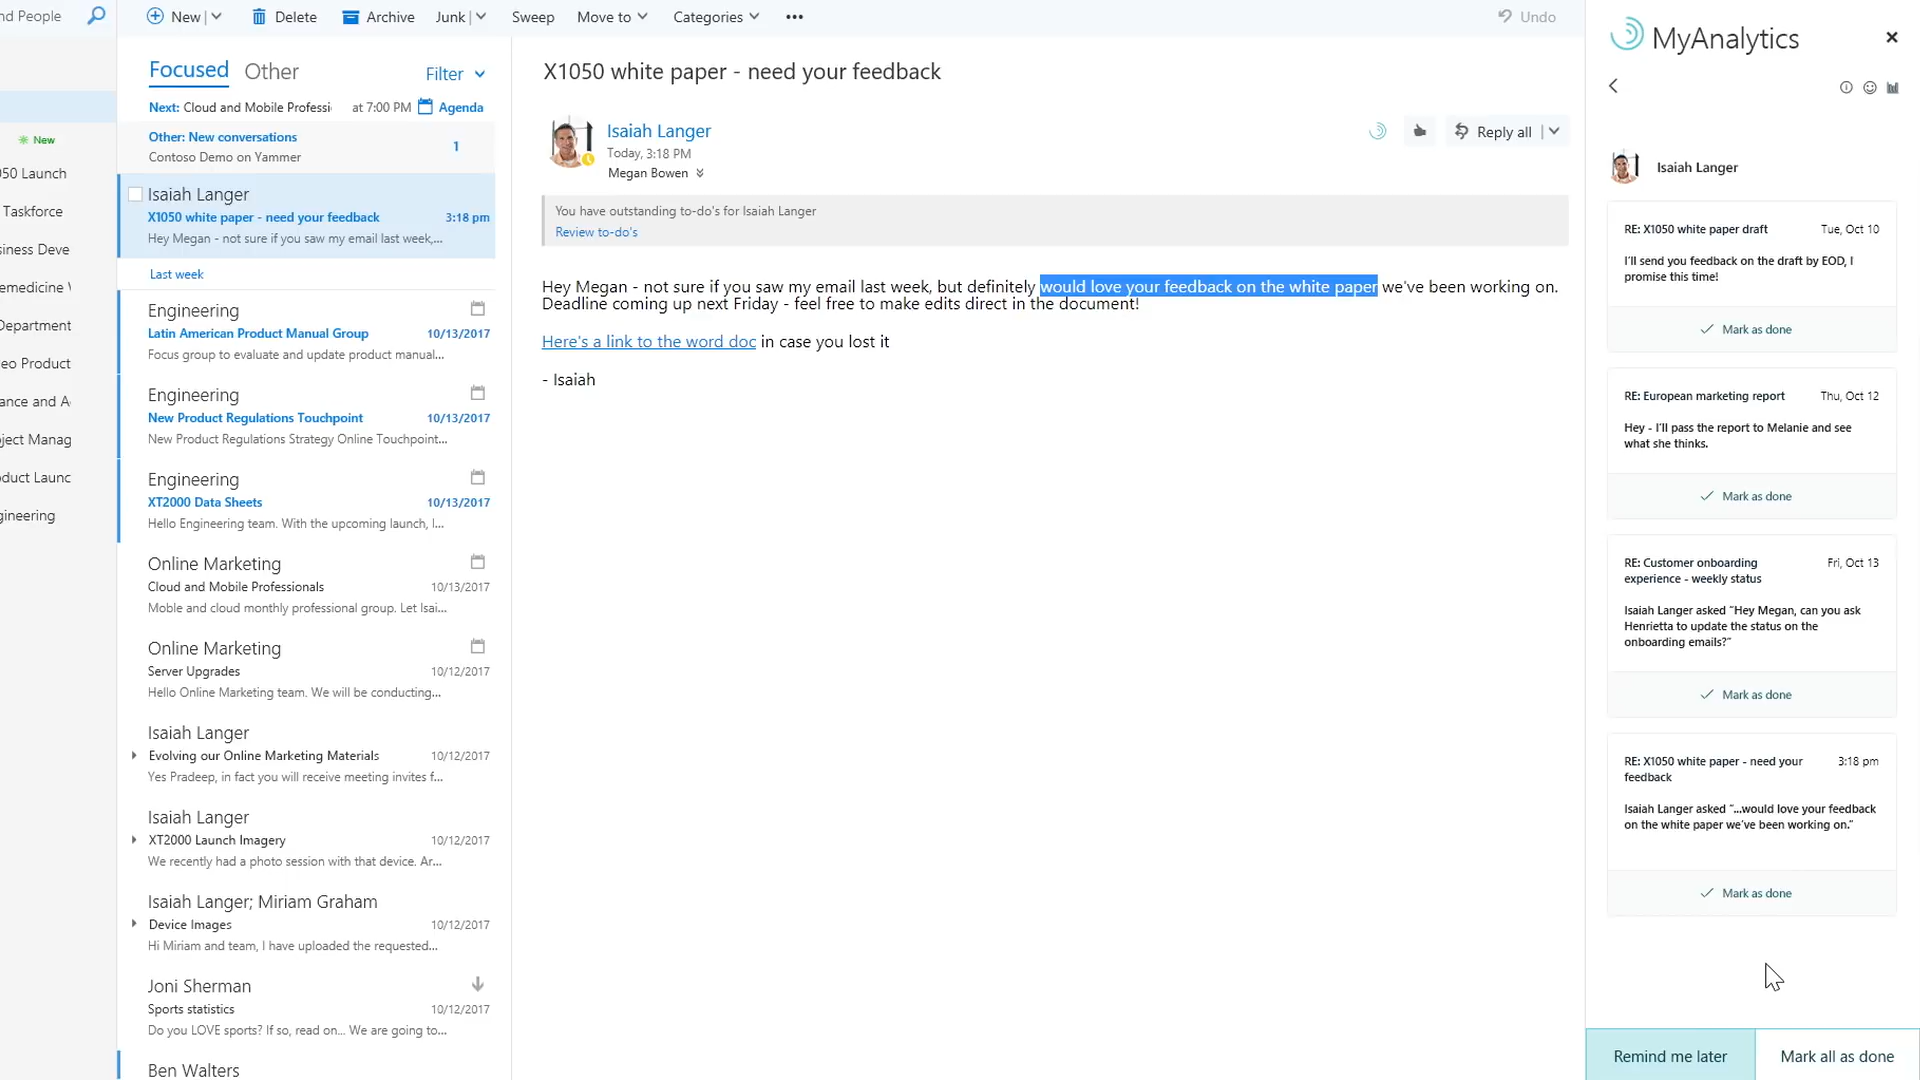 nd People
New
Delete
Archive
Junk
Sweep
Move to
Categories
Undo
New
50 Launch
Taskforce
siness Deve
emedicine
Department
eo Product
ance and A
ject Manag
duct Launc
gineering
Focused
Other
Filter
Next: Cloud and Mobile Professi
at 7:00 PM
Agenda
Other: New conversations
1
Contoso Demo on Yammer
Isaiah Langer
X1050 white paper - need your feedback
3:18 pm
Hey Megan - not sure if you saw my email last week,...
Last week
Engineering
Latin American Product Manual Group
10/13/2017
Focus group to evaluate and update product manual...
Engineering
New Product Regulations Touchpoint
10/13/2017
New Product Regulations Strategy Online Touchpoint...
Engineering
XT2000 Data Sheets
10/13/2017
Hello Engineering team. With the upcoming launch, I...
Online Marketing
Cloud and Mobile Professionals
10/13/2017
Moble and cloud monthly professional group. Let Isai...
Online Marketing
Server Upgrades
10/12/2017
Hello Online Marketing team. We will be conducting...
Isaiah Langer
Evolving our Online Marketing Materials
10/12/2017
Yes Pradeep, in fact you will receive meeting invites f...
Isaiah Langer
XT2000 Launch Imagery
10/12/2017
We recently had a photo session with that device. Ar...
Isaiah Langer; Miriam Graham
Device Images
10/12/2017
Hi Miriam and team, I have uploaded the requested...
Joni Sherman
Sports statistics
10/12/2017
Do you LOVE sports? If so, read on... We are going to...
Ben Walters
X1050 white paper - need your feedback
Isaiah Langer
Today, 3:18 PM
Megan Bowen
Reply all
You have outstanding to-do's for Isaiah Langer
Review to-do's
Hey Megan - not sure if you saw my email last week, but definitely would love your feedback on the white paper we've been working on.
Deadline coming up next Friday - feel free to make edits direct in the document!
Here's a link to the word doc in case you lost it
- Isaiah
MyAnalytics
Isaiah Langer
RE: X1050 white paper draft
Tue, Oct 10
I'll send you feedback on the draft by EOD, I
promise this time!
Mark as done
RE: European marketing report
Thu, Oct 12
Hey - I'll pass the report to Melanie and see
what she thinks.
Mark as done
RE: Customer onboarding
Fri, Oct 13
experience - weekly status
Isaiah Langer asked "Hey Megan, can you ask
Henrietta to update the status on the
onboarding emails?"
Mark as done
RE: X1050 white paper - need your
3:18 pm
feedback
Isaiah Langer asked "...would love your feedback
on the white paper we've been working on."
Mark as done
Remind me later
Mark all as done